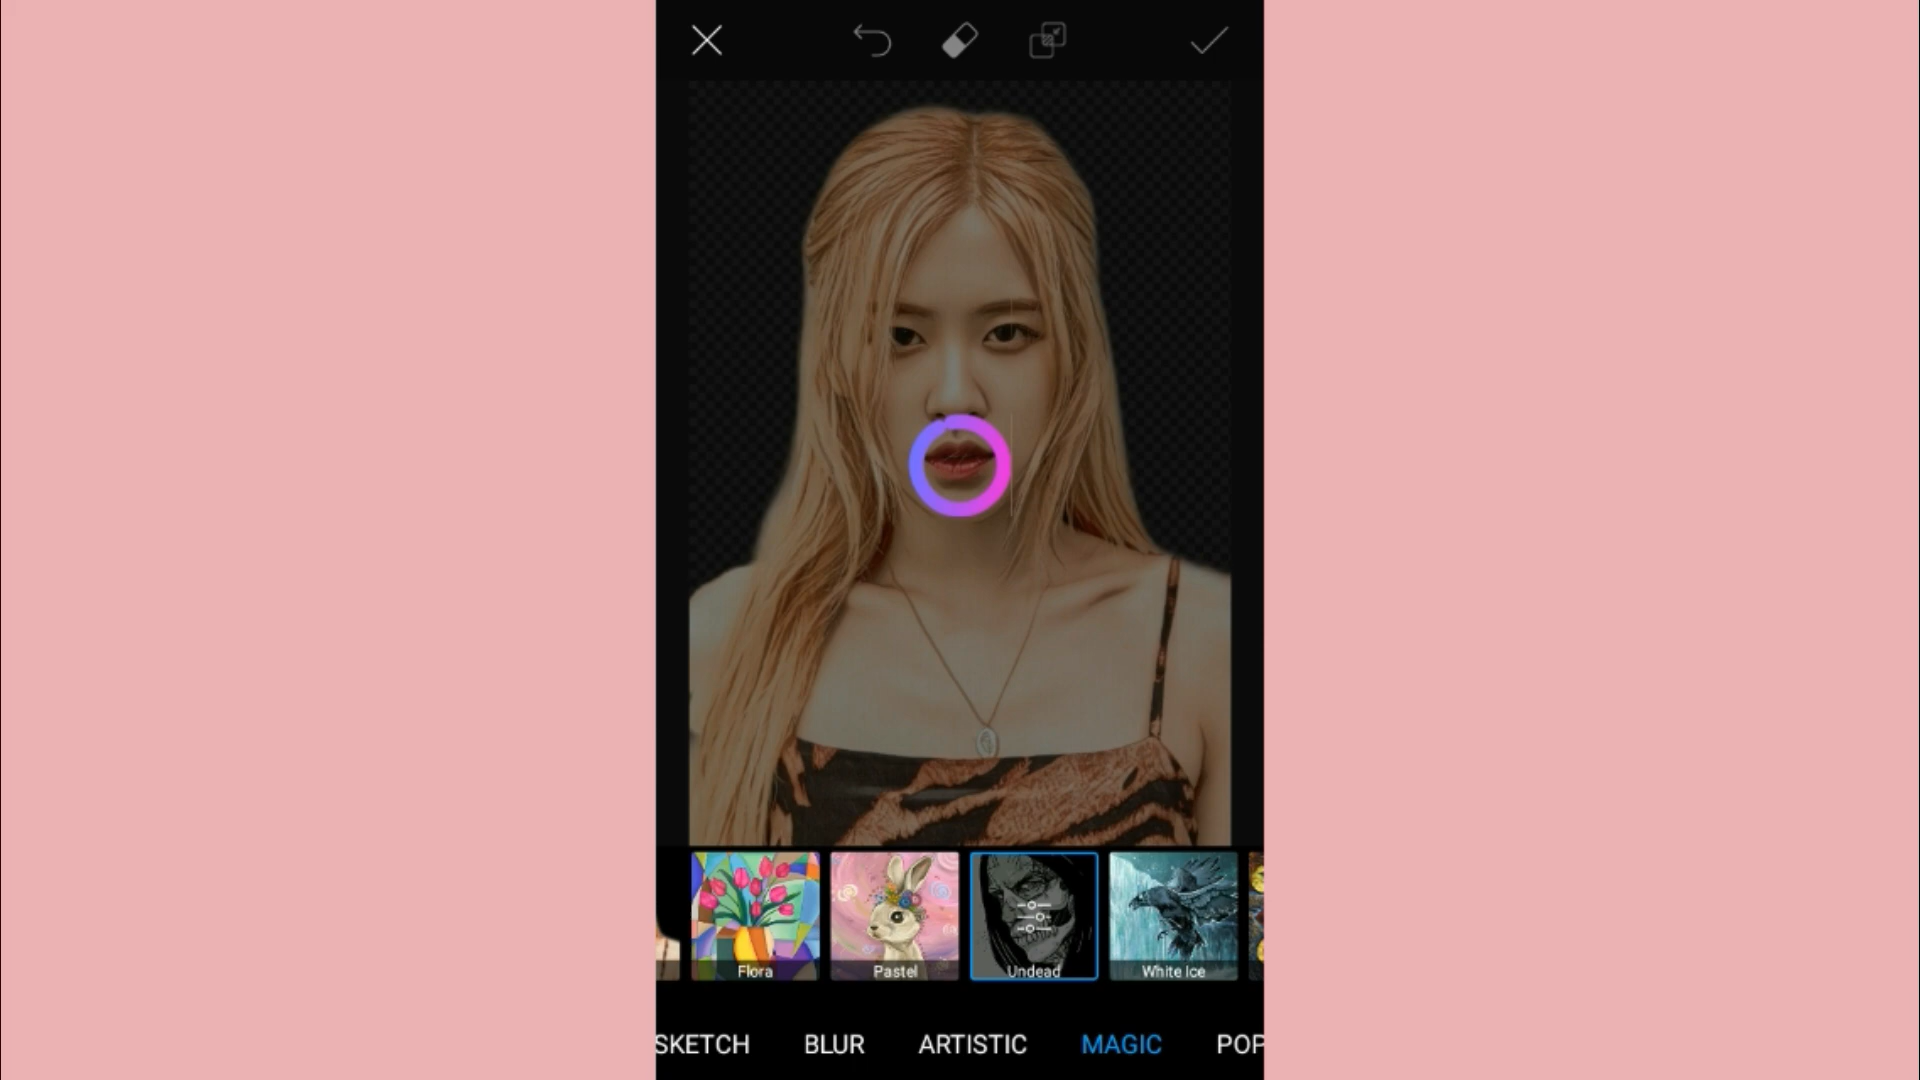 Flora
Pastel
Undead
White Ice
SKETCH
BLUR
ARTISTIC
MAGIC
POP